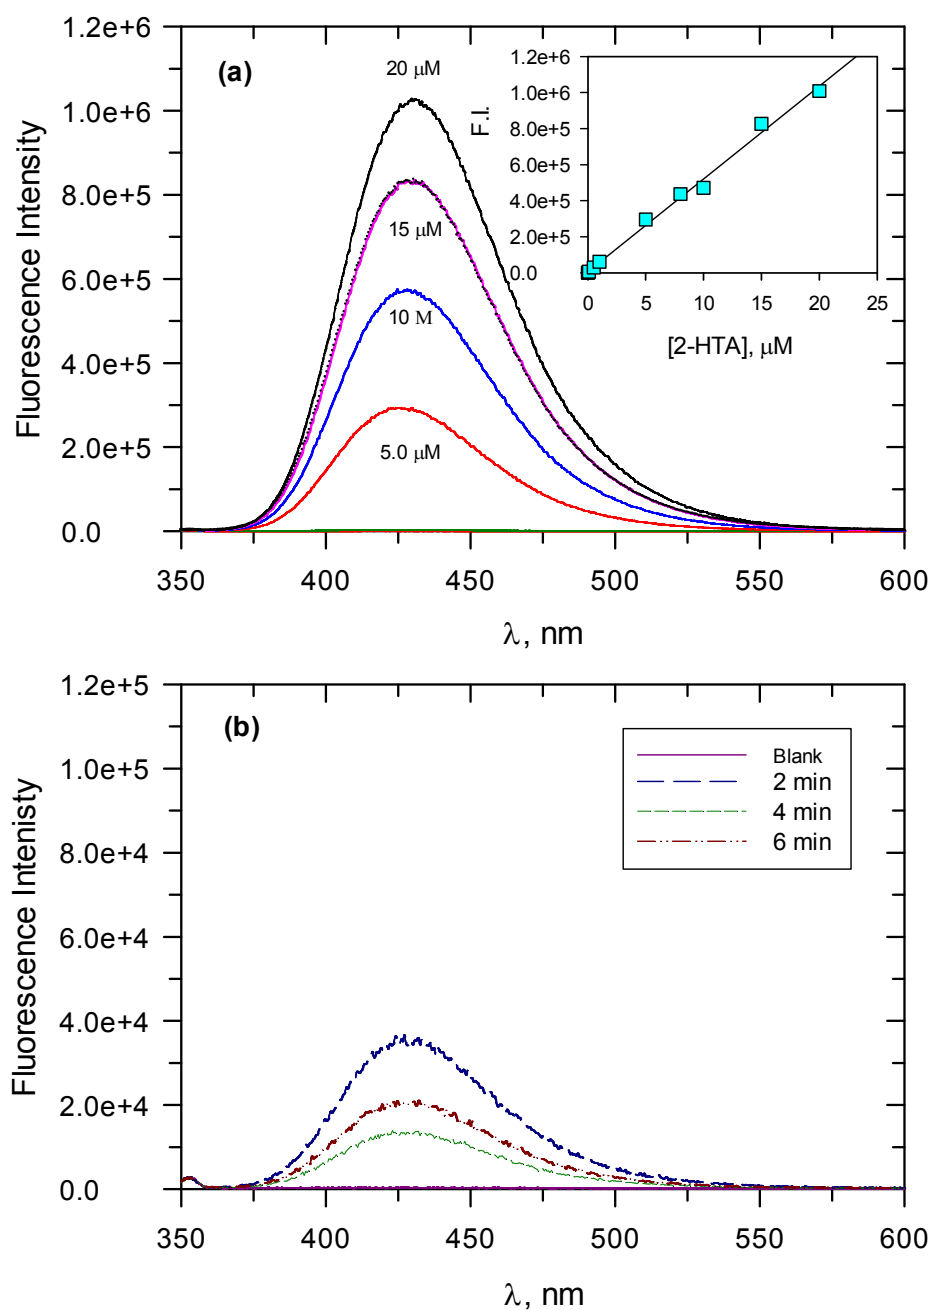 (a)
20 μM
15 μM
10 M
5.0 μM
Fluorescence Intensity
1.2e+6
1.0e+6
8.0e+5
6.0e+5
4.0e+5
2.0e+5
0.0
350 400 450 500 550 600
λ, nm
F.I.
1.2e+6
1.0e+6
8.0e+5
6.0e+5
4.0e+5
2.0e+5
0.0
0 5 10 15 20 25
[2-HTA], μM
(b)
Fluorescence Intenisty
1.2e+5
1.0e+5
8.0e+4
6.0e+4
4.0e+4
2.0e+4
0.0
350 400 450 500 550 600
λ, nm
Blank
2 min
4 min
6 min